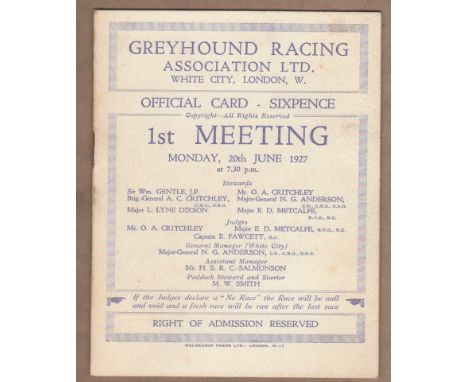 GREYHOUND RACING
ASSOCIATION LTD.
WHITE CITY, LONDON, W.
OFFICIAL CARD - SIXPENCE
Copyright—All Rights Reserved
1st MEETING
MONDAY, 20th JUNE 1927
at 7.30 p.m.
Stewards
Sir Wm. GENTLE, J.P. Mr. O. A. CRITCHLEY
Brig.-General A. C. CRITCHLEY, C.M.G., D.S.O. Major-General N. G. ANDERSON, C.B., C.M.G., D.S.O.
Major L. LYNE DIXSON Major E. D. METCALFE, M.V.O., M.C.
Judges
Mr. O. A. CRITCHLEY Major E. D. METCALFE, M.V.O., M.C.
Captain E. FAWCETT, M.C.
General Manager (White City)
Major-General N. G. ANDERSON, C.B., C.M.G., D.S.O.
Assistant Manager
Mr. H. S. R. C.-SALMONSON
Paddock Steward and Starter
M. W. SMITH
If the Judges declare a "No Race" the Race will be null
and void and a fresh race will be run after the last race
RIGHT OF ADMISSION RESERVED
PRESS LTD., LONDON, W.12